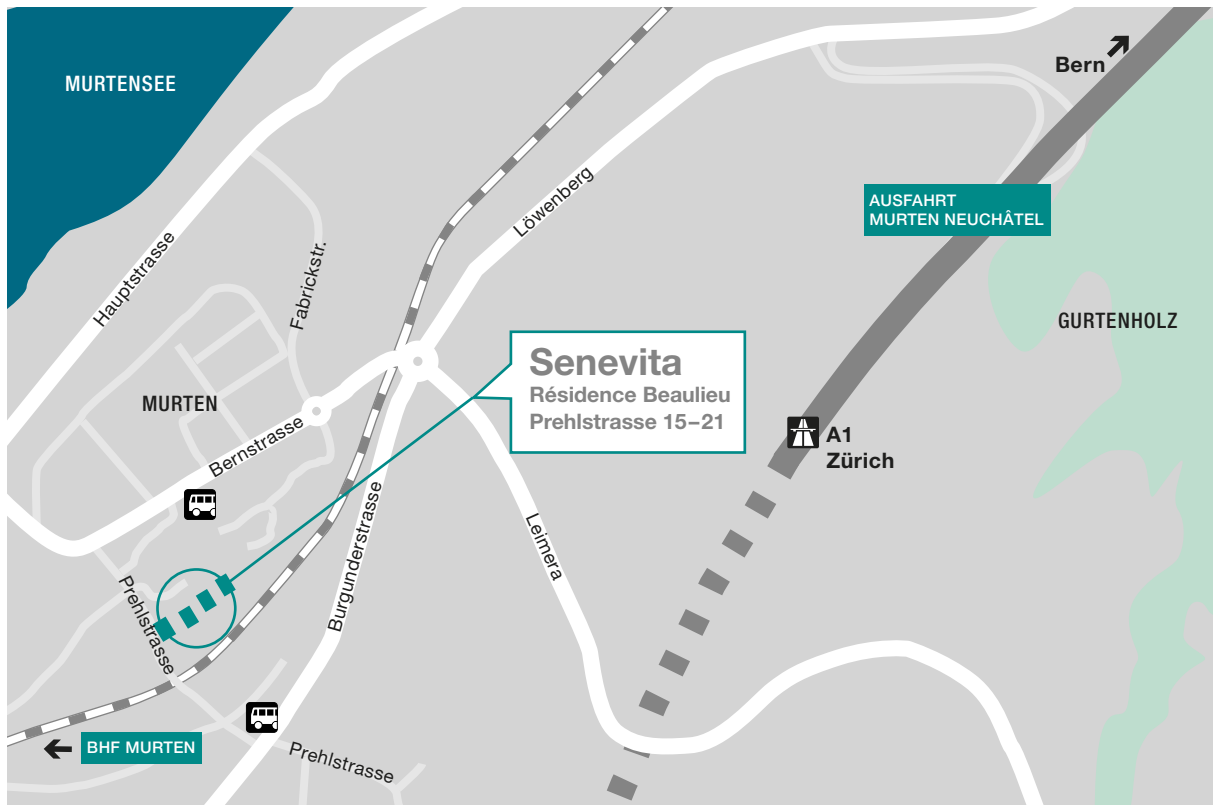 MURTENSEE
Bern
AUSFAHRT
MURTEN NEUCHÂTEL
Löwenberg
Hauptstrasse
Fabrickstr.
GURTENHOLZ
Senevita
Résidence Beaulieu
Prehlstrasse 15–21
MURTEN
Bernstrasse
A1
Zürich
Burgunderstrasse
Leimera
Prehlstrasse
BHF MURTEN
Prehlstrasse